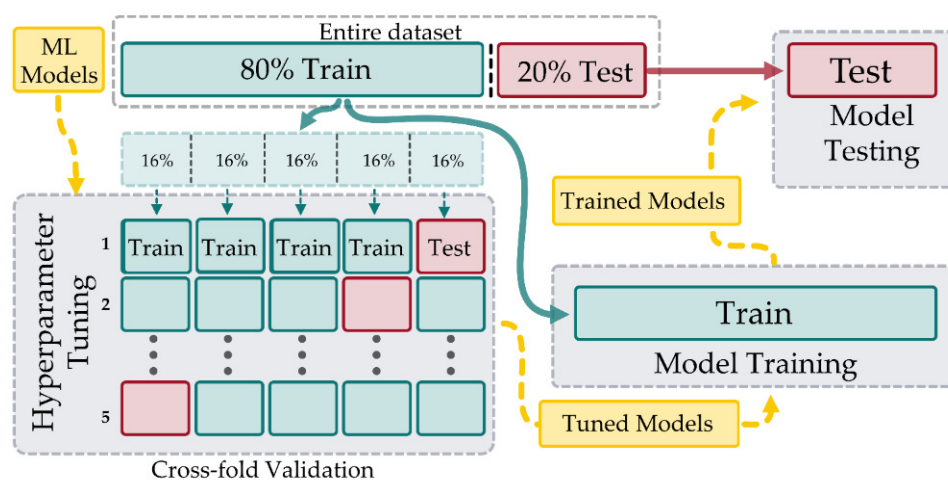 Entire dataset
ML
Models
80% Train
20% Test
Test
Model
Testing
16%
16%
16%
16%
16%
Trained Models
Hyperparameter
Tuning
1
Train
Train
Train
Train
Test
2
5
Train
Model Training
Tuned Models
Cross-fold Validation